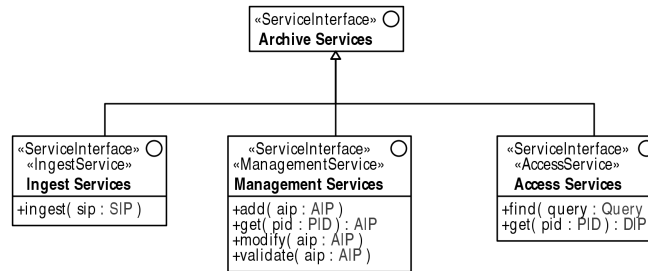 «ServiceInterface»
Archive Services
«ServiceInterface»
«IngestService»
Ingest Services
+ingest( sip : SIP )
«ServiceInterface»
«ManagementService»
Management Services
+add( aip : AIP )
+get( pid : PID ) : AIP
+modify( aip : AIP )
+validate( aip : AIP )
«ServiceInterface»
«AccessService»
Access Services
+find( query : Query
+get( pid : PID ) : DIP